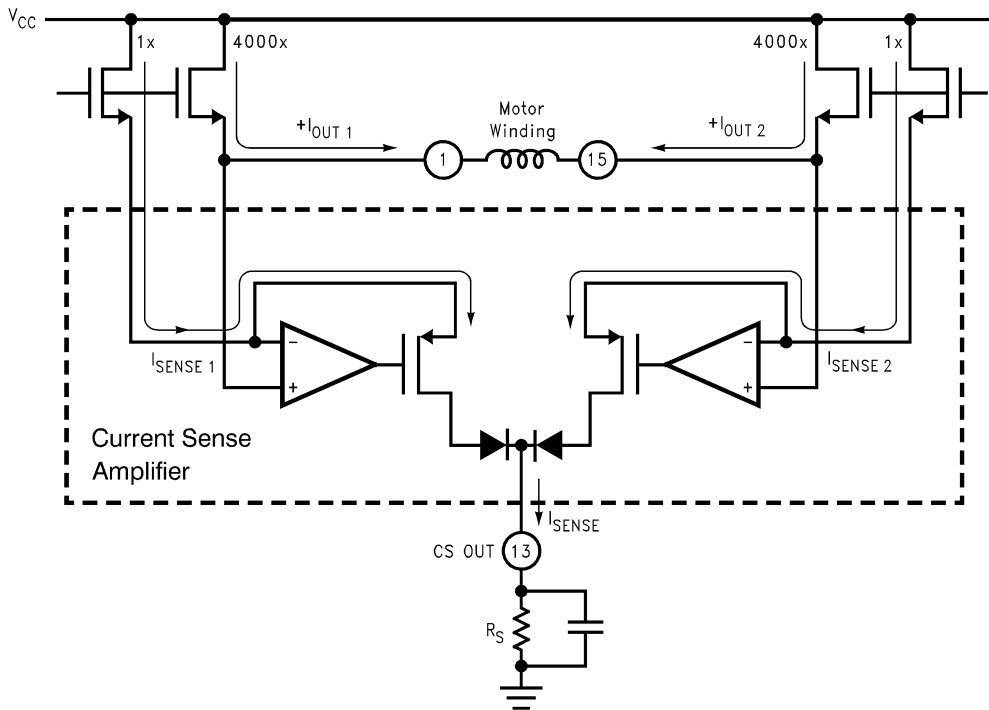 VCC
1x
4000x
4000x
1x
+IOUT 1
Motor
Winding
+IOUT 2
1
15
ISENSE 1
−
+
−
+
ISENSE 2
Current Sense
Amplifier
ISENSE
CS OUT
13
RS